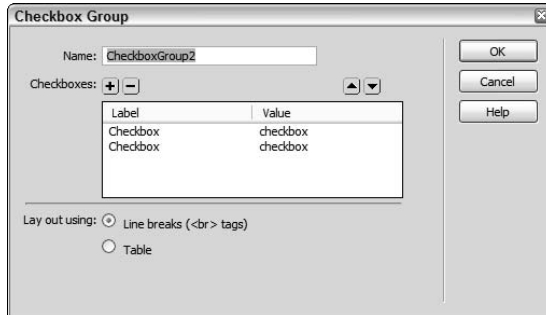 Checkbox Group
Name: CheckboxGroup2
OK
Checkboxes:
Cancel
Help
Label Value
Checkbox checkbox
Checkbox checkbox
Lay out using: Line breaks (<br> tags)
Table